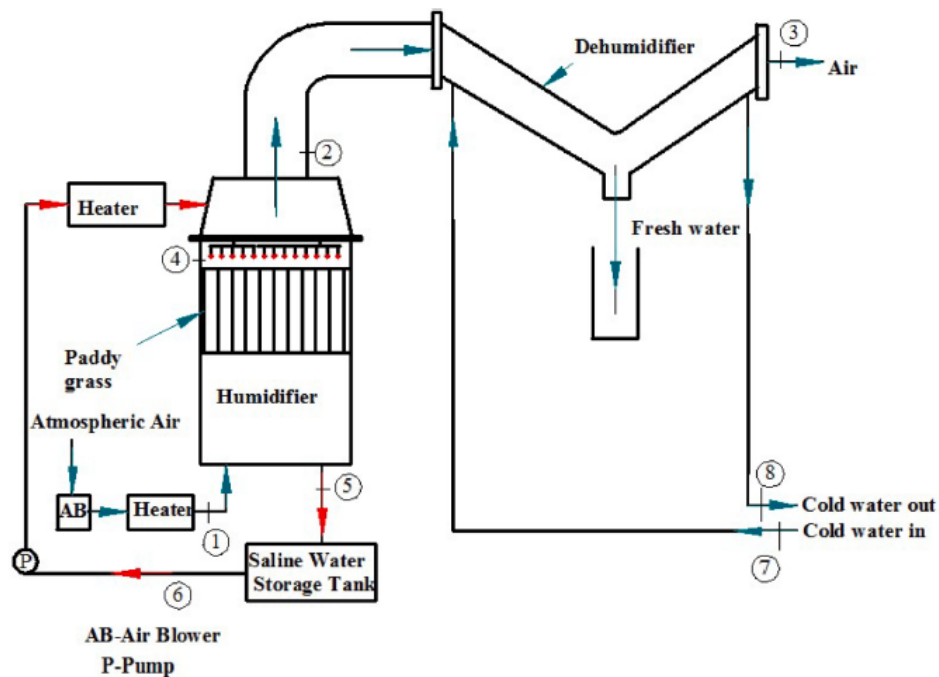 3
Dehumidifier
Air
2
Heater
Fresh water
4
Paddy
grass
Humidifier
Atmospheric Air
5
8
AB
Heater
Cold water out
1
Cold water in
P
Saline Water
Storage Tank
7
6
AB-Air Blower
P-Pump